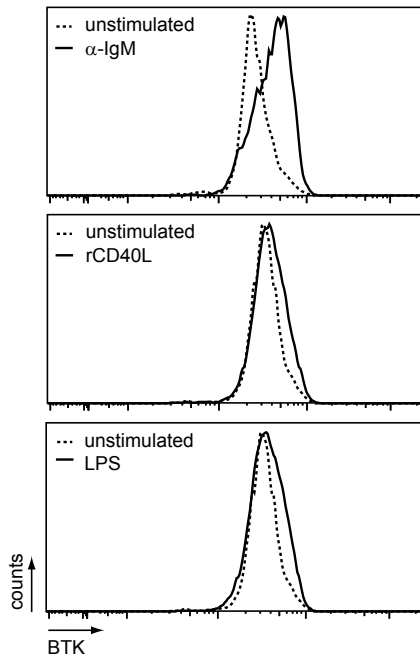 unstimulated
α-IgM
unstimulated
rCD40L
unstimulated
LPS
counts
BTK